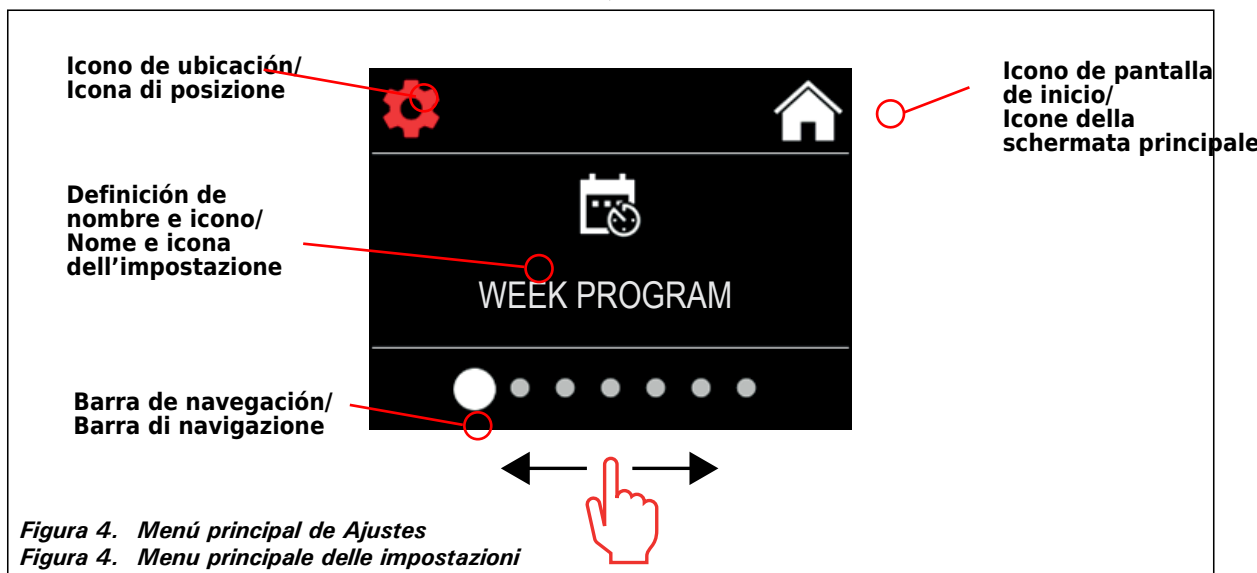 Icono de ubicación/
Icona di posizione
Icono de pantalla
de inicio/
Icone della
schermata principale
Definición de
nombre e icono/
Nome e icona
dell'impostazione
WEEK PROGRAM
Barra de navegación/
Barra di navigazione
Figura 4. Menú principal de Ajustes
Figura 4. Menu principale delle impostazioni